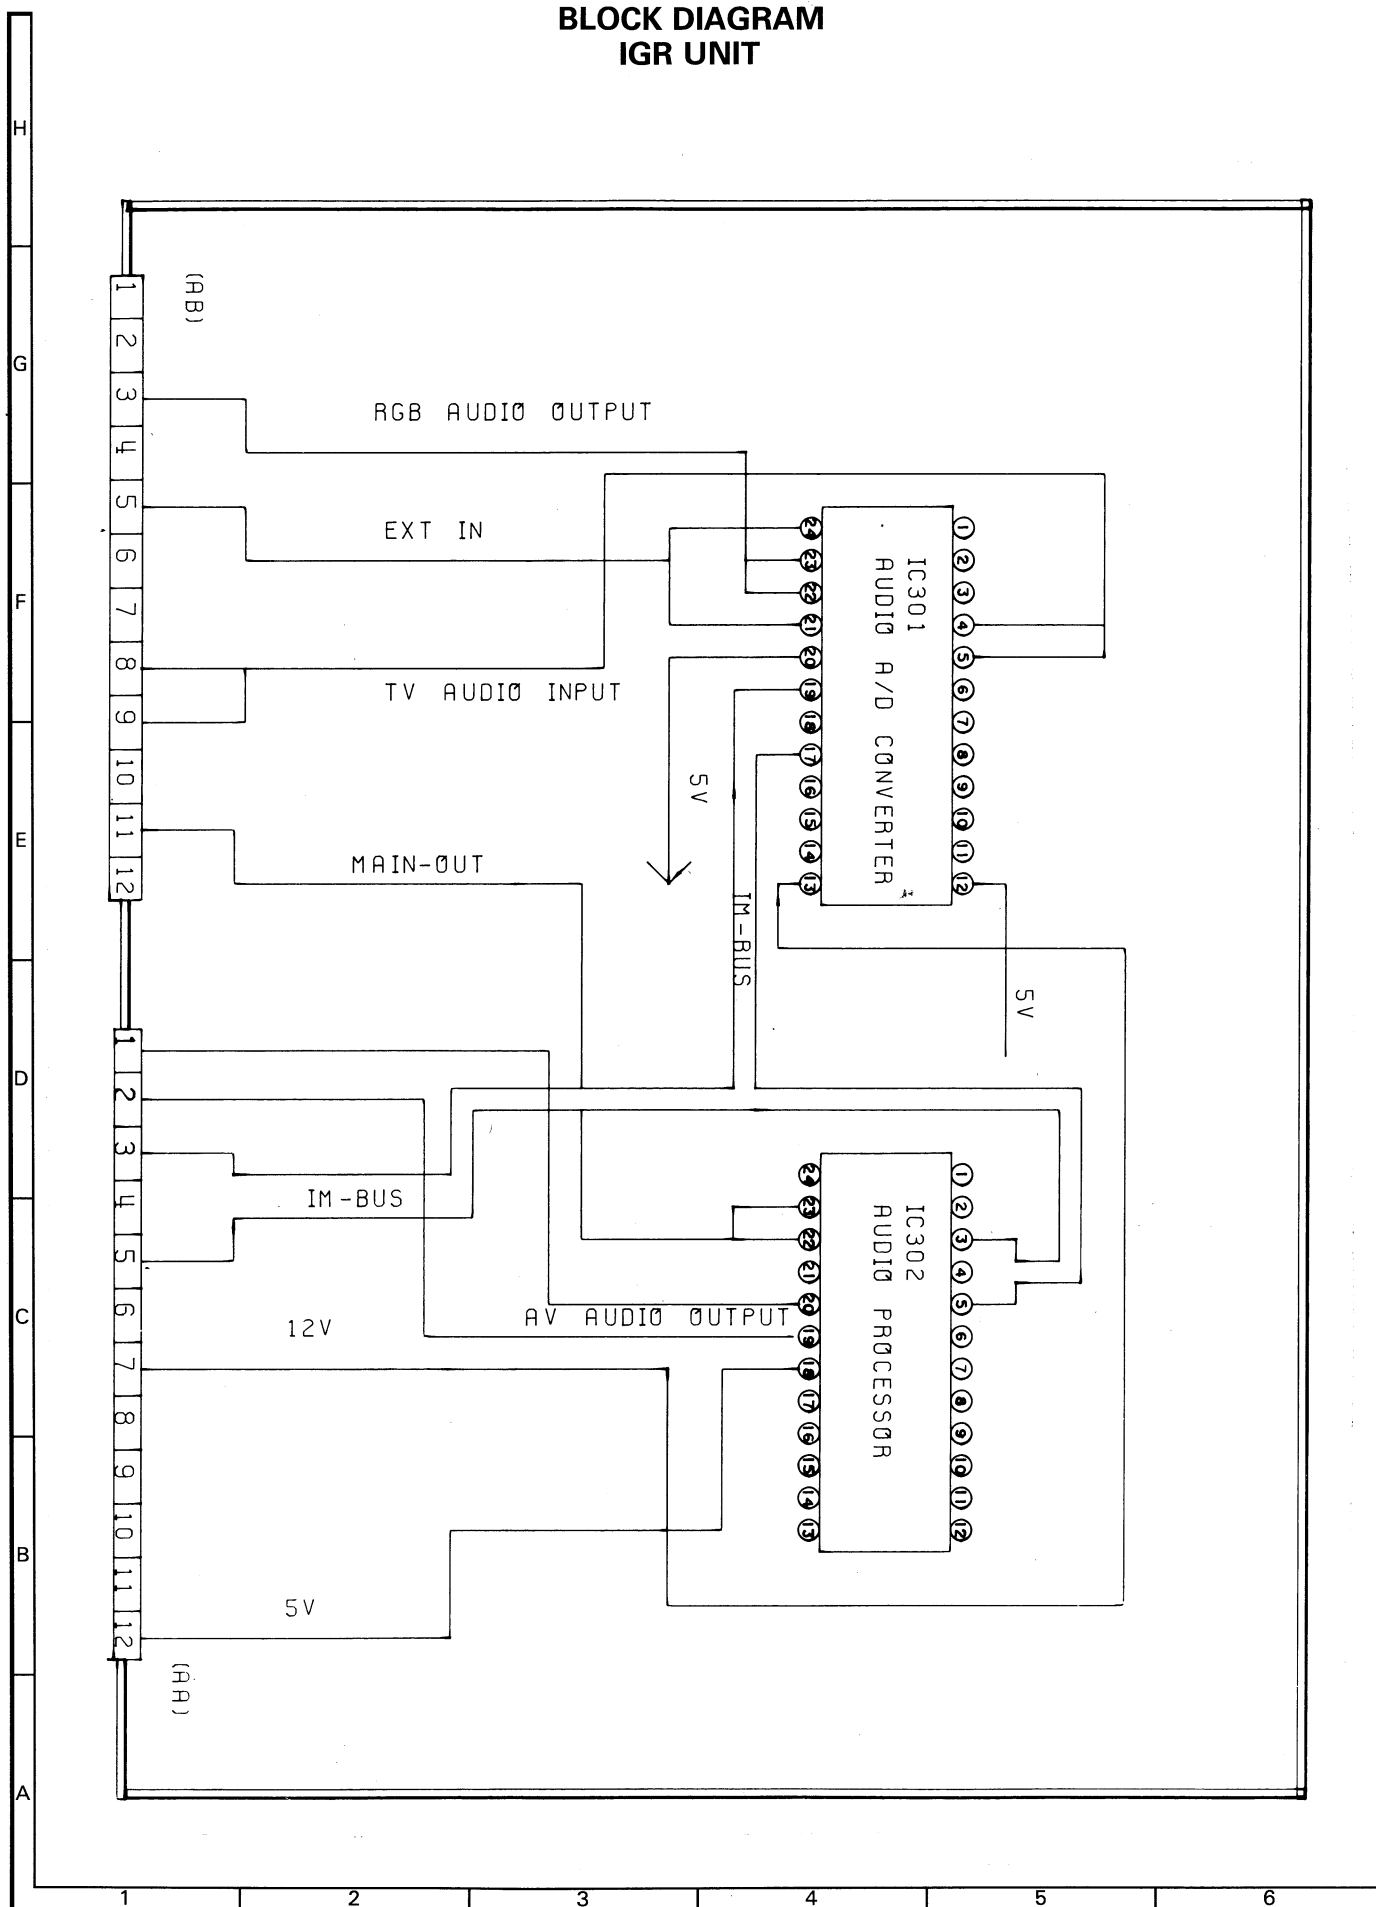 BLOCK DIAGRAM
IGR UNIT
H
G
F
E
D
C
B
A
(AB)
1
2
3
4
5
6
7
8
9
10
11
12
RGB AUDIO OUTPUT
EXT IN
TV AUDIO INPUT
MAIN-OUT
5V
IM-BUS
24
23
22
21
20
19
18
17
16
15
14
13
IC301
AUDIO A/D CONVERTER
1
2
3
4
5
6
7
8
9
10
11
12
5V
1
2
3
4
5
6
7
8
9
10
11
12
(AA)
IM-BUS
AV AUDIO OUTPUT
12V
5V
24
23
22
21
20
19
18
17
16
15
14
13
IC302
AUDIO PROCESSOR
1
2
3
4
5
6
7
8
9
10
11
12
1 2 3 4 5 6